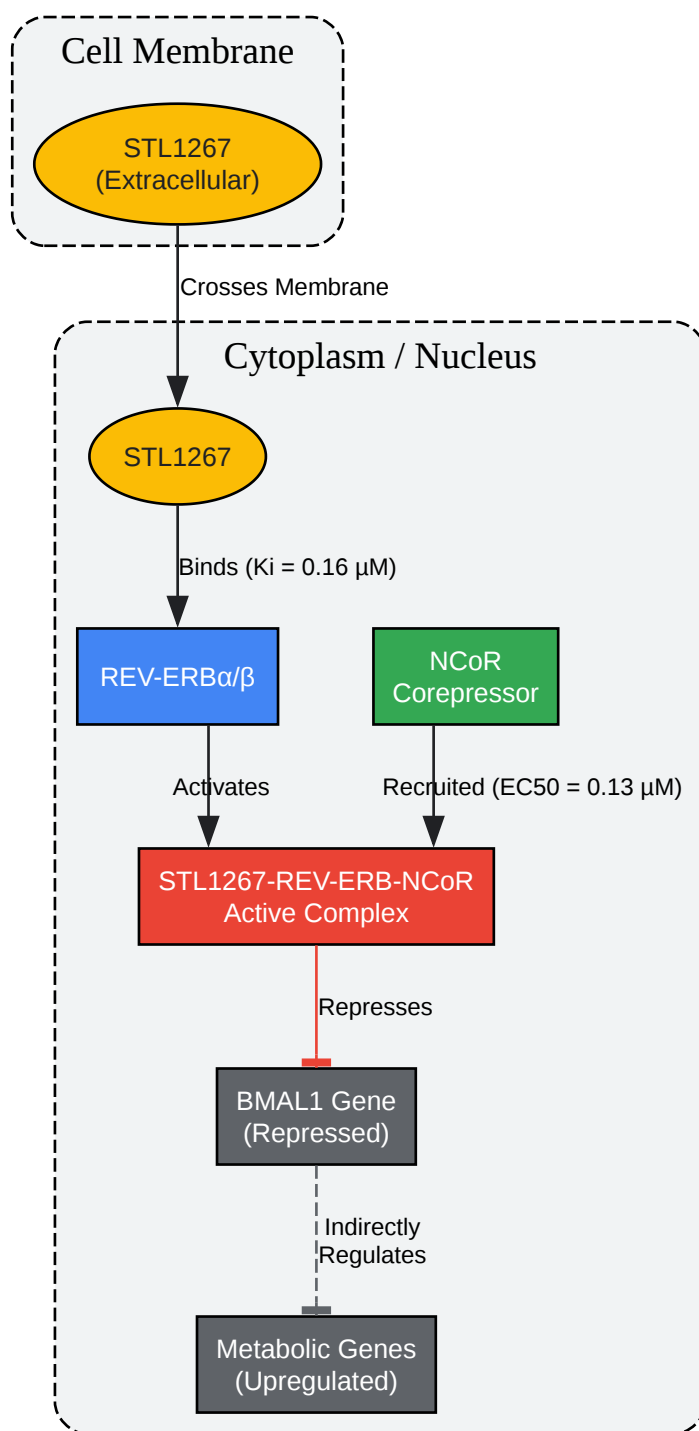 Cell Membrane
STL1267
(Extracellular)
Crosses Membrane
Cytoplasm / Nucleus
STL1267
Binds (Ki = 0.16 µM)
REV-ERBα/β
NCoR
Corepressor
Activates
Recruited (EC50 = 0.13 µM)
STL1267-REV-ERB-NCoR
Active Complex
Represses
BMAL1 Gene
(Repressed)
Indirectly
Regulates
Metabolic Genes
(Upregulated)